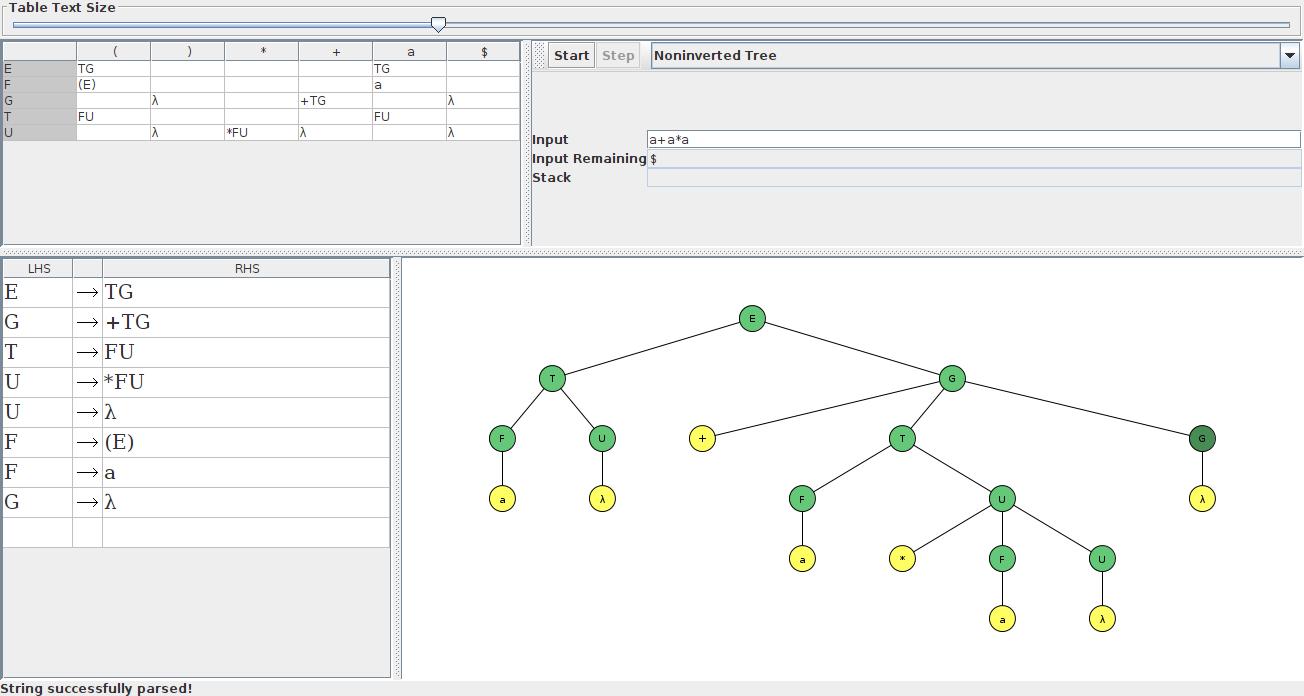 Table Text Size
( ) * + a $
E TG TG
F (E) a
G λ +TG λ
T FU FU
U λ *FU λ λ
Start Step Noninverted Tree
Input a+a*a
Input Remaining $
Stack
LHS RHS
E → TG
G → +TG
T → FU
U → *FU
U → λ
F → (E)
F → a
G → λ
E
T G
F U + T G
a λ F U λ
a * F U
a λ
String successfully parsed!